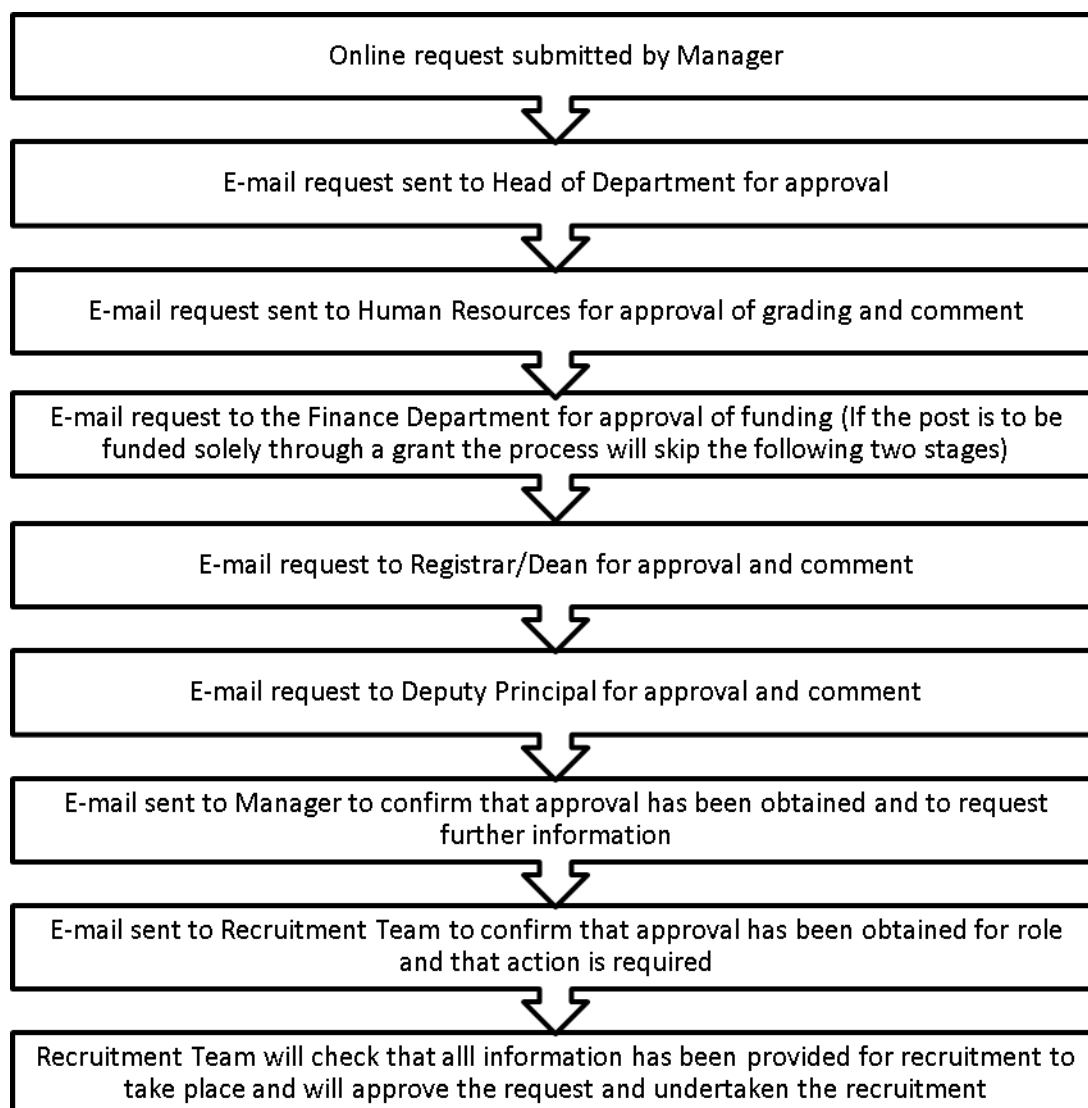 Online request submitted by Manager
E-mail request sent to Head of Department for approval
E-mail request sent to Human Resources for approval of grading and comment
E-mail request to the Finance Department for approval of funding (If the post is to be
funded solely through a grant the process will skip the following two stages)
E-mail request to Registrar/Dean for approval and comment
E-mail request to Deputy Principal for approval and comment
E-mail sent to Manager to confirm that approval has been obtained and to request
further information
E-mail sent to Recruitment Team to confirm that approval has been obtained for role
and that action is required
Recruitment Team will check that alll information has been provided for recruitment to
take place and will approve the request and undertaken the recruitment